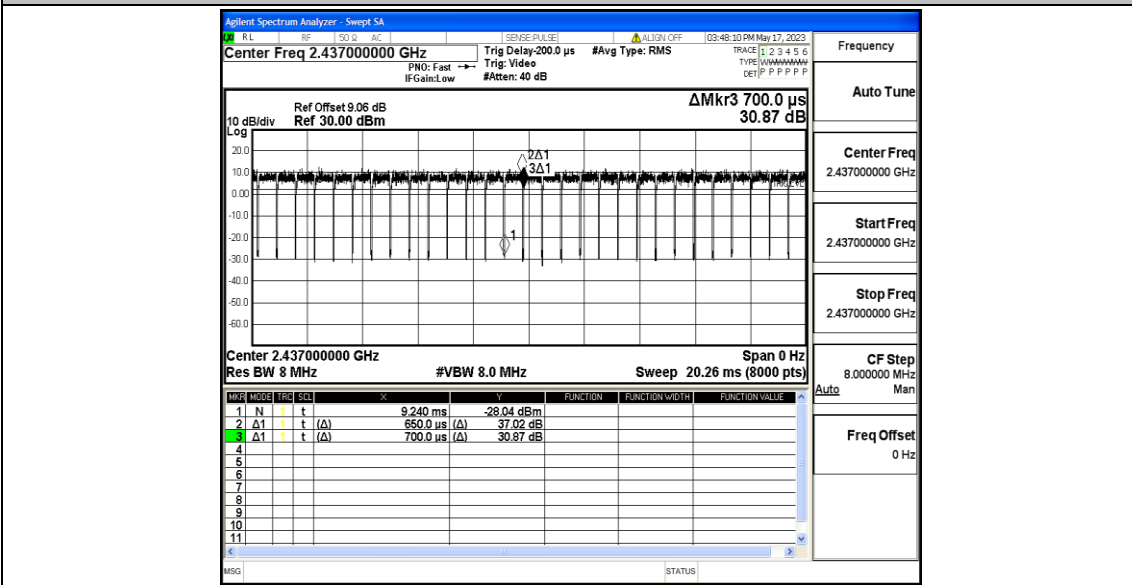 Agilent Spectrum Analyzer - Swept SA
RL RF 50 Ω AC SENSE:PULSE ALIGN OFF 03:48:10 PM May 17, 2023
Center Freq 2.437000000 GHz
PNO: Fast
IFGain:Low
Trig Delay-200.0 µs
Trig: Video
#Atten: 40 dB
#Avg Type: RMS
TRACE 1 2 3 4 5 6
TYPE
DET P P P P P P
Ref Offset 9.06 dB
10 dB/div Ref 30.00 dBm
ΔMkr3 700.0 µs
30.87 dB
Log
20.0
10.0
0.00
-10.0
-20.0
-30.0
-40.0
-50.0
-60.0
2Δ1
3Δ1
1
Center 2.437000000 GHz Span 0 Hz
Res BW 8 MHz #VBW 8.0 MHz Sweep 20.26 ms (8000 pts)
MKR MODE TRC SCL X Y FUNCTION FUNCTION WIDTH FUNCTION VALUE
1 N 1 t 9.240 ms -28.04 dBm
2 Δ1 1 t (Δ) 650.0 µs (Δ) 37.02 dB
3 Δ1 1 t (Δ) 700.0 µs (Δ) 30.87 dB
4
5
6
7
8
9
10
11
MSG STATUS
Frequency
Auto Tune
Center Freq
2.437000000 GHz
Start Freq
2.437000000 GHz
Stop Freq
2.437000000 GHz
CF Step
8.000000 MHz
Auto Man
Freq Offset
0 Hz